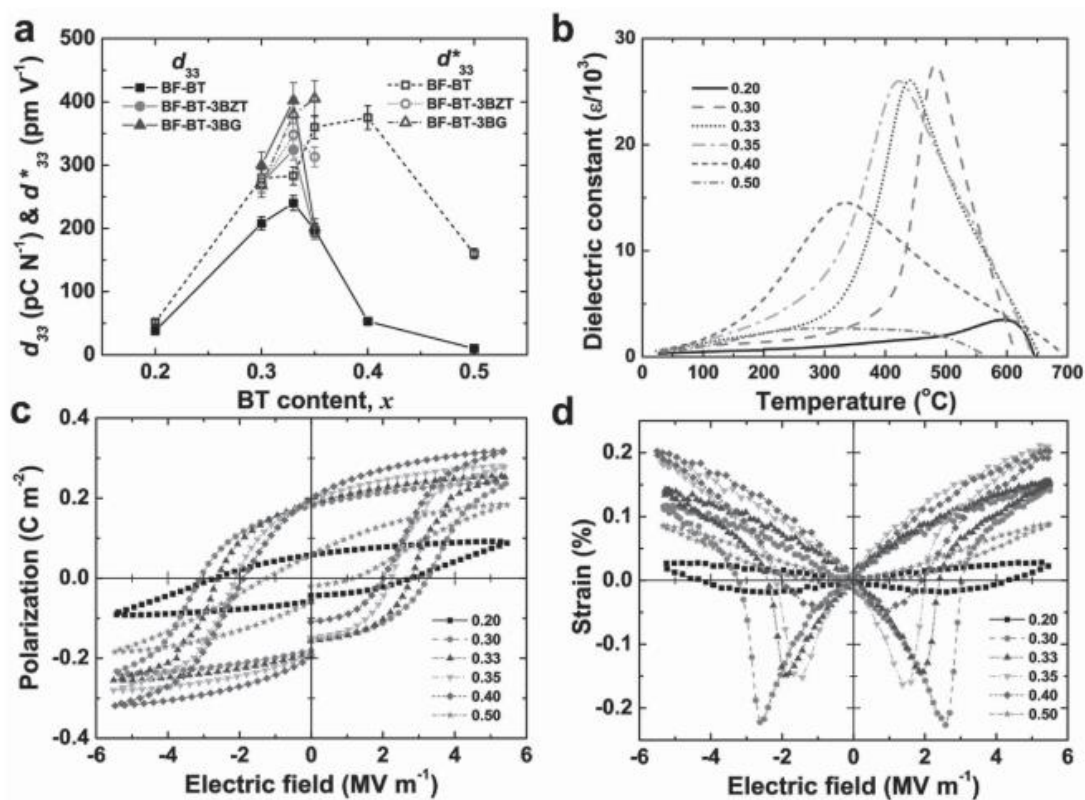 a
d₃₃ (pC N⁻¹) & d*₃₃ (pm V⁻¹)
500
400
300
200
100
0
d₃₃
BF-BT
BF-BT-3BZT
BF-BT-3BG
d*₃₃
BF-BT
BF-BT-3BZT
BF-BT-3BG
0.2 0.3 0.4 0.5
BT content, x
b
Dielectric constant (ε/10³)
30
20
10
0
0.20
0.30
0.33
0.35
0.40
0.50
0 100 200 300 400 500 600 700
Temperature (°C)
c
Polarization (C m⁻²)
0.4
0.2
0.0
-0.2
-0.4
0.20
0.30
0.33
0.35
0.40
0.50
-6 -4 -2 0 2 4 6
Electric field (MV m⁻¹)
d
Strain (%)
0.2
0.1
0.0
-0.1
-0.2
0.20
0.30
0.33
0.35
0.40
0.50
-6 -4 -2 0 2 4 6
Electric field (MV m⁻¹)